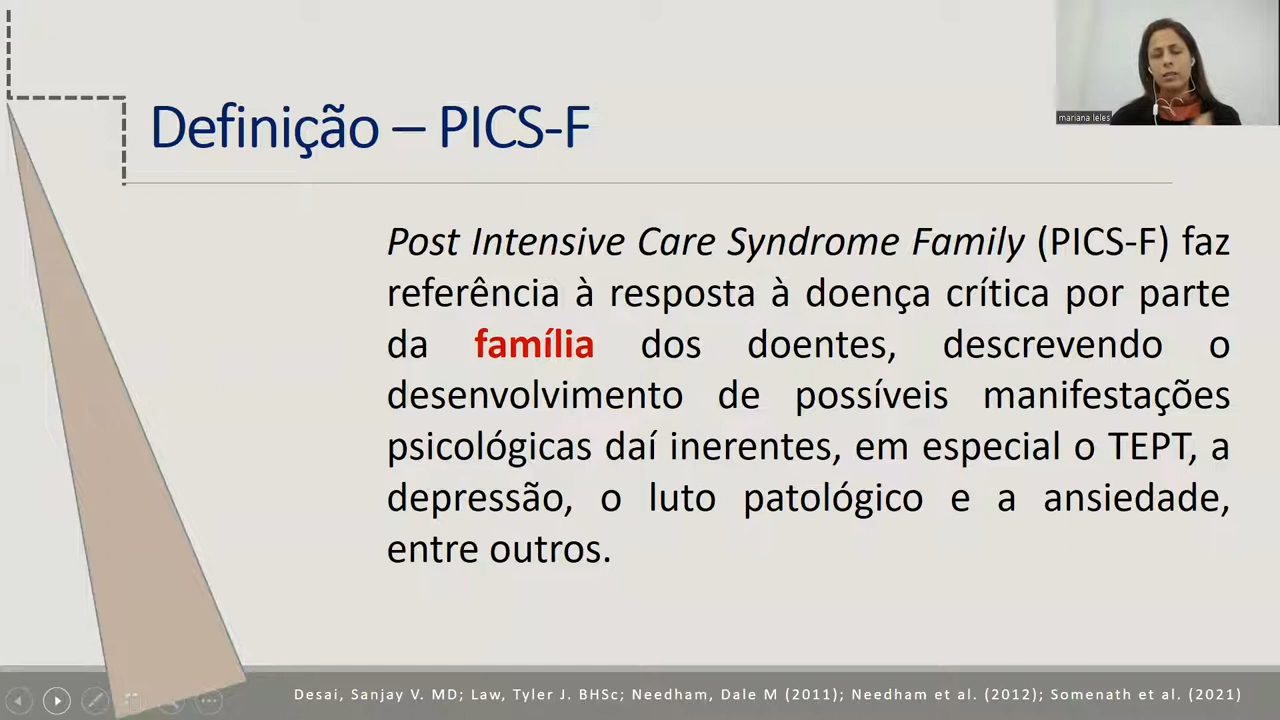 mariana leles
Definição – PICS-F
Post Intensive Care Syndrome Family (PICS-F) faz
referência à resposta à doença crítica por parte
da família dos doentes, descrevendo o
desenvolvimento de possíveis manifestações
psicológicas daí inerentes, em especial o TEPT, a
depressão, o luto patológico e a ansiedade,
entre outros.
Desai, Sanjay V. MD; Law, Tyler J. BHSc; Needham, Dale M (2011); Needham et al. (2012); Somenath et al. (2021)